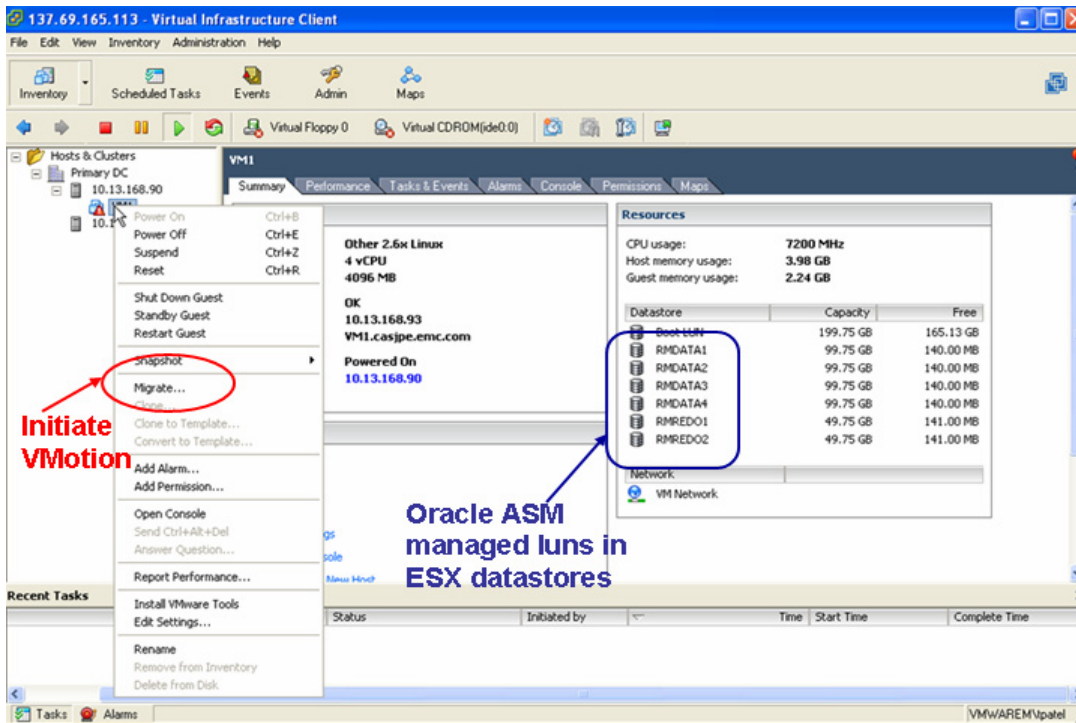 137.69.165.113 - Virtual Infrastructure Client
File Edit View Inventory Administration Help
Inventory Scheduled Tasks Events Admin Maps
Virtual Floppy 0 Virtual CDROM(ide0:0)
Hosts & Clusters
Primary DC
10.13.168.90
VM1
Summary Performance Tasks & Events Alarms Console Permissions Maps
Power On Ctrl+B
Power Off Ctrl+E
Suspend Ctrl+Z
Reset Ctrl+R
Shut Down Guest
Standby Guest
Restart Guest
Snapshot
Migrate...
Clone...
Clone to Template...
Convert to Template...
Add Alarm...
Add Permission...
Open Console
Send Ctrl+Alt+Del
Answer Question...
Report Performance...
Install VMware Tools
Edit Settings...
Rename
Remove from Inventory
Delete from Disk
Initiate
VMotion
Other 2.6x Linux
4 vCPU
4096 MB
OK
10.13.168.93
VM1.casjpe.emc.com
Powered On
10.13.168.90
Resources
CPU usage: 7200 MHz
Host memory usage: 3.98 GB
Guest memory usage: 2.24 GB
Datastore Capacity Free
Boot LUN 199.75 GB 165.13 GB
RMDATA1 99.75 GB 140.00 MB
RMDATA2 99.75 GB 140.00 MB
RMDATA3 99.75 GB 140.00 MB
RMDATA4 99.75 GB 140.00 MB
RMREDO1 49.75 GB 141.00 MB
RMREDO2 49.75 GB 141.00 MB
Network
VM Network
Oracle ASM
managed luns in
ESX datastores
New Host
Recent Tasks
Status Initiated by Time Start Time Complete Time
Tasks Alarms VMWAREM\jpatel